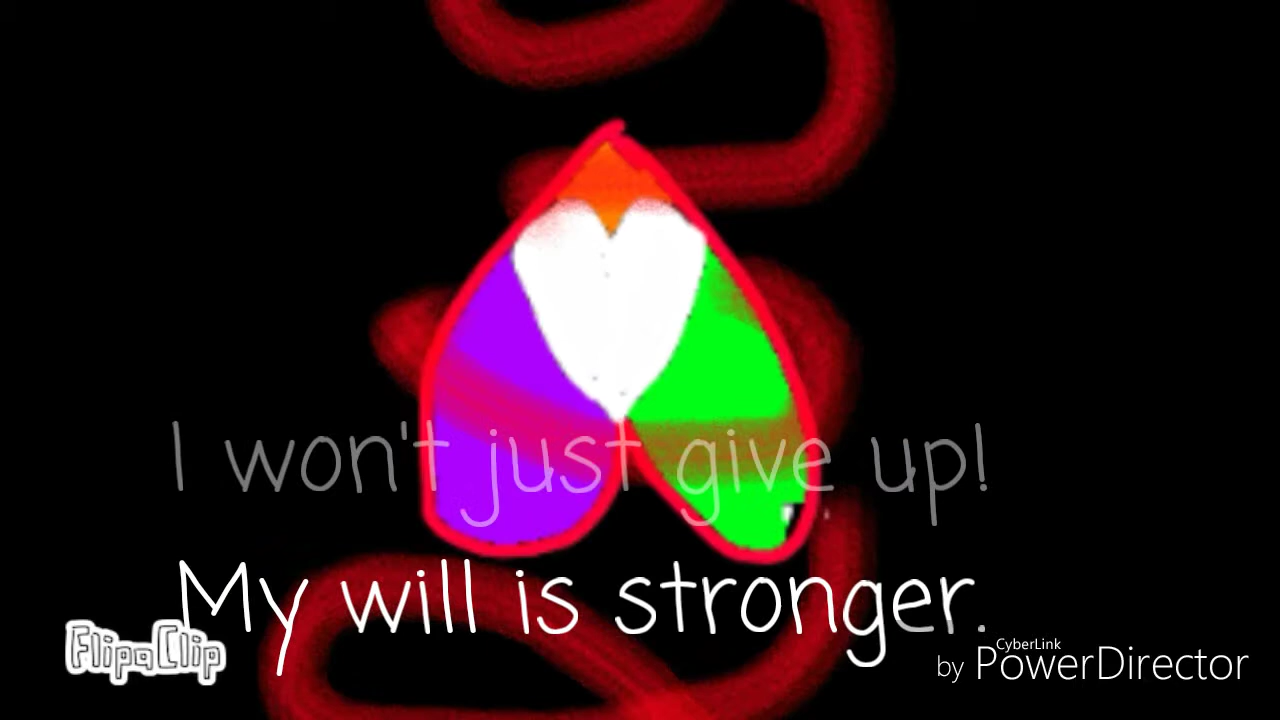 I won't just give up!
My will is stronger.
FlipaClip
CyberLink
by PowerDirector